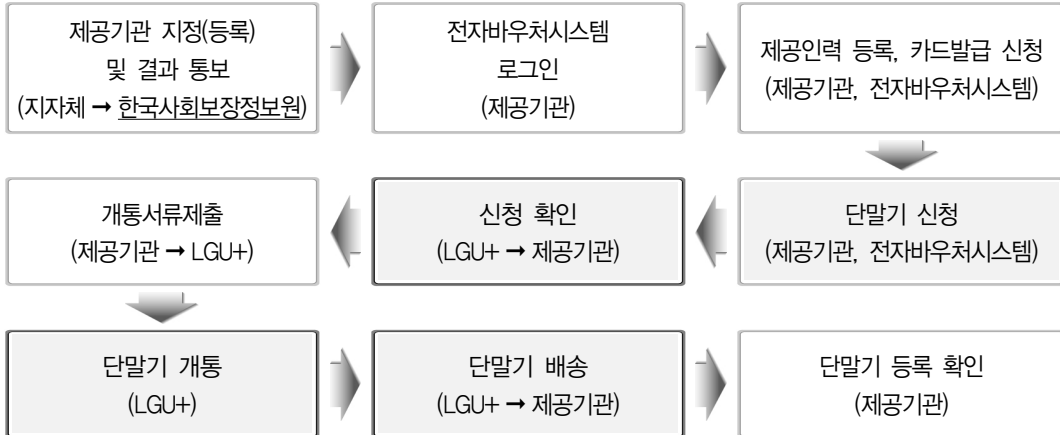 제공기관 지정(등록)
및 결과 통보
(지자체 → 한국사회보장정보원)
전자바우처시스템
로그인
(제공기관)
제공인력 등록, 카드발급 신청
(제공기관, 전자바우처시스템)
단말기 신청
(제공기관, 전자바우처시스템)
신청 확인
(LGU+ → 제공기관)
개통서류제출
(제공기관 → LGU+)
단말기 개통
(LGU+)
단말기 배송
(LGU+ → 제공기관)
단말기 등록 확인
(제공기관)